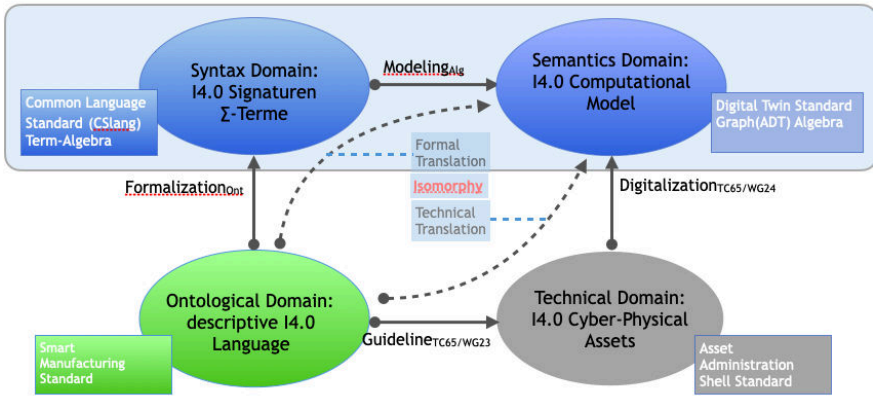 Syntax Domain:
I4.0 Signaturen
Σ-Terme
Modeling_Alg
Semantics Domain:
I4.0 Computational
Model
Common Language
Standard (CSlang)
Term-Algebra
Digital Twin Standard
Graph(ADT) Algebra
Formal
Translation
Isomorphy
Technical
Translation
Formalization_Ont
Digitalization_TC65/WG24
Ontological Domain:
descriptive I4.0
Language
Guideline_TC65/WG23
Technical Domain:
I4.0 Cyber-Physical
Assets
Smart
Manufacturing
Standard
Asset
Administration
Shell Standard